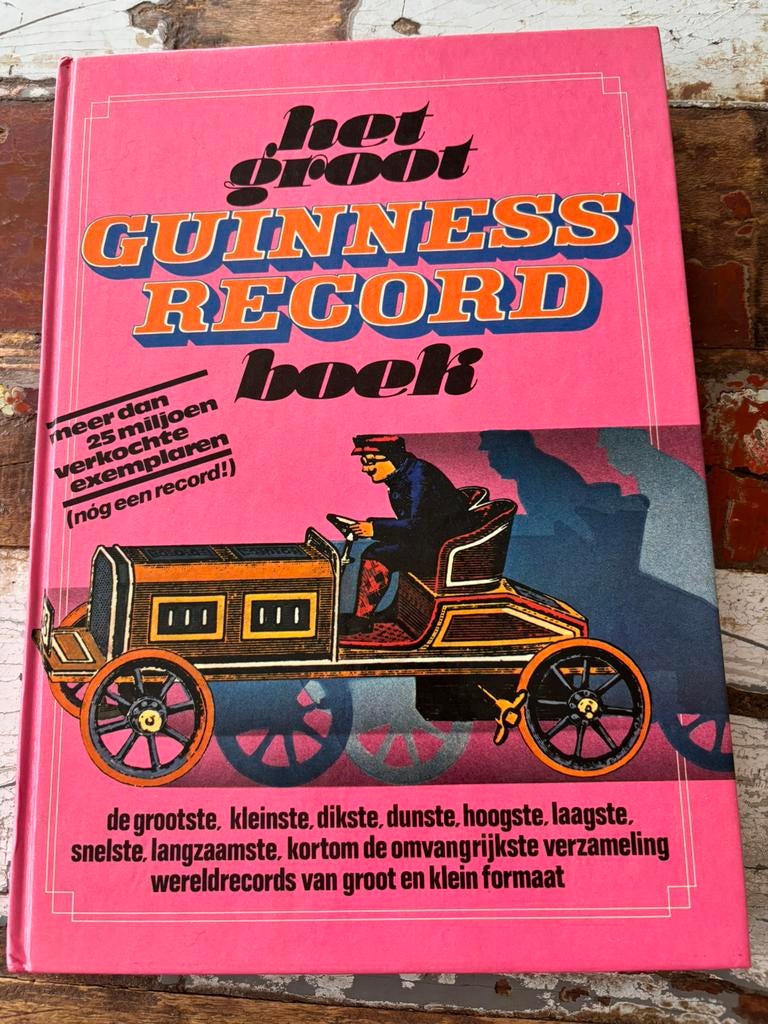 het
groot
GUINNESS
RECORD
boek
meer dan
25 miljoen
verkochte
exemplaren
(nóg een record!)
de grootste, kleinste, dikste, dunste, hoogste, laagste,
snelste, langzaamste, kortom de omvangrijkste verzameling
wereldrecords van groot en klein formaat